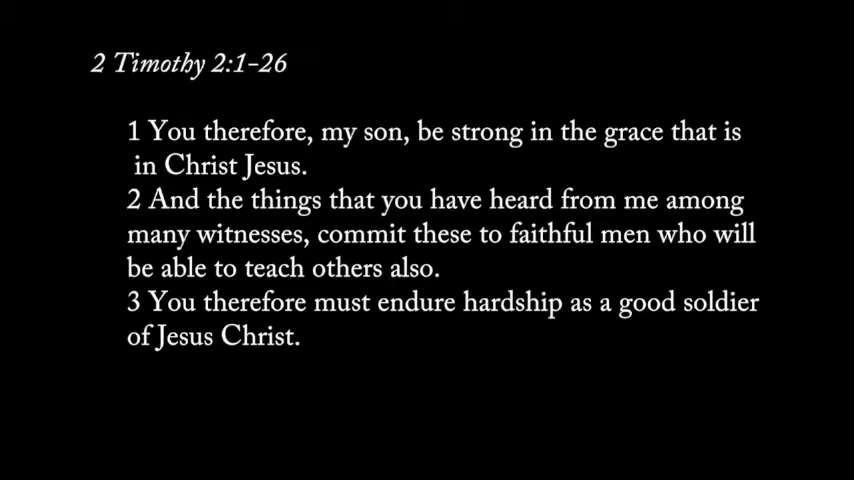 2 Timothy 2:1-26
1 You therefore, my son, be strong in the grace that is
in Christ Jesus.
2 And the things that you have heard from me among
many witnesses, commit these to faithful men who will
be able to teach others also.
3 You therefore must endure hardship as a good soldier
of Jesus Christ.